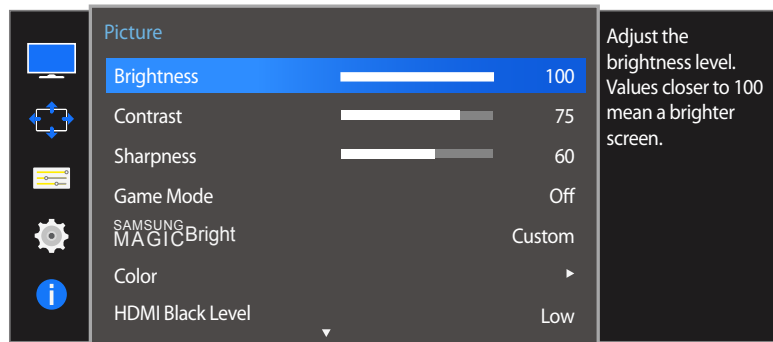 Picture
Brightness 100
Contrast 75
Sharpness 60
Game Mode Off
SAMSUNG
MAGICBright Custom
Color
HDMI Black Level Low
Adjust the
brightness level.
Values closer to 100
mean a brighter
screen.